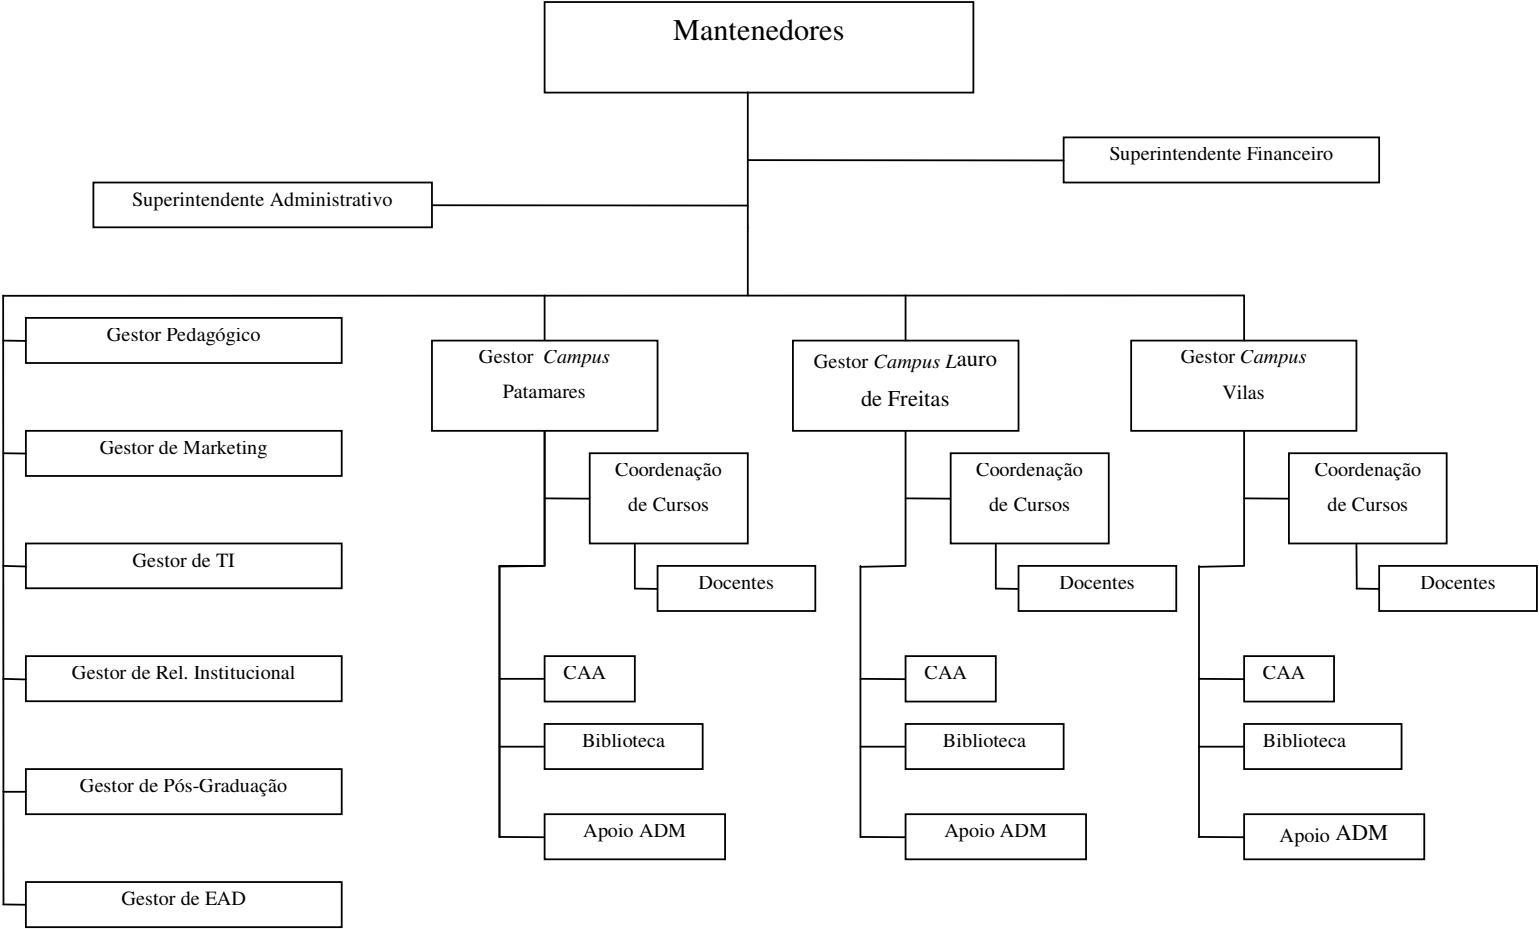 Mantenedores
Superintendente Financeiro
Superintendente Administrativo
Gestor Pedagógico
Gestor de Marketing
Gestor de TI
Gestor de Rel. Institucional
Gestor de Pós-Graduação
Gestor de EAD
Gestor Campus
Patamares
Coordenação
de Cursos
Docentes
CAA
Biblioteca
Apoio ADM
Gestor Campus Lauro
de Freitas
Coordenação
de Cursos
Docentes
CAA
Biblioteca
Apoio ADM
Gestor Campus
Vilas
Coordenação
de Cursos
Docentes
CAA
Biblioteca
Apoio ADM